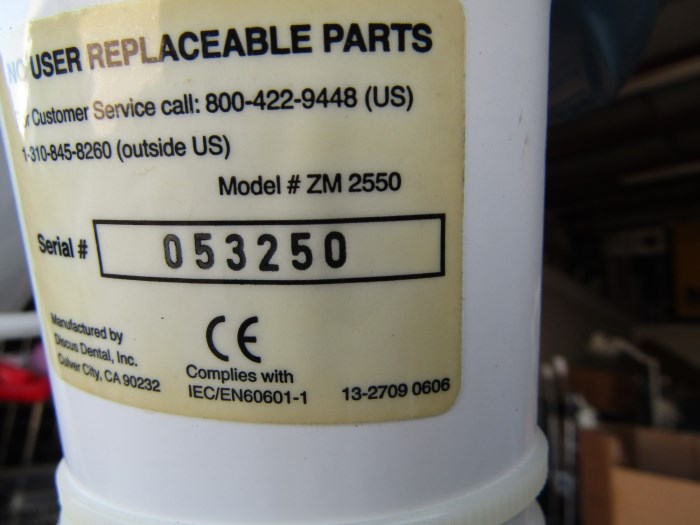 NO USER REPLACEABLE PARTS
Customer Service call: 800-422-9448 (US)
1-310-845-8260 (outside US)
Model # ZM 2550
Serial # 053250
Manufactured by
Discus Dental, Inc.
Culver City, CA 90232
CE
Complies with
IEC/EN60601-1
13-2709 0606